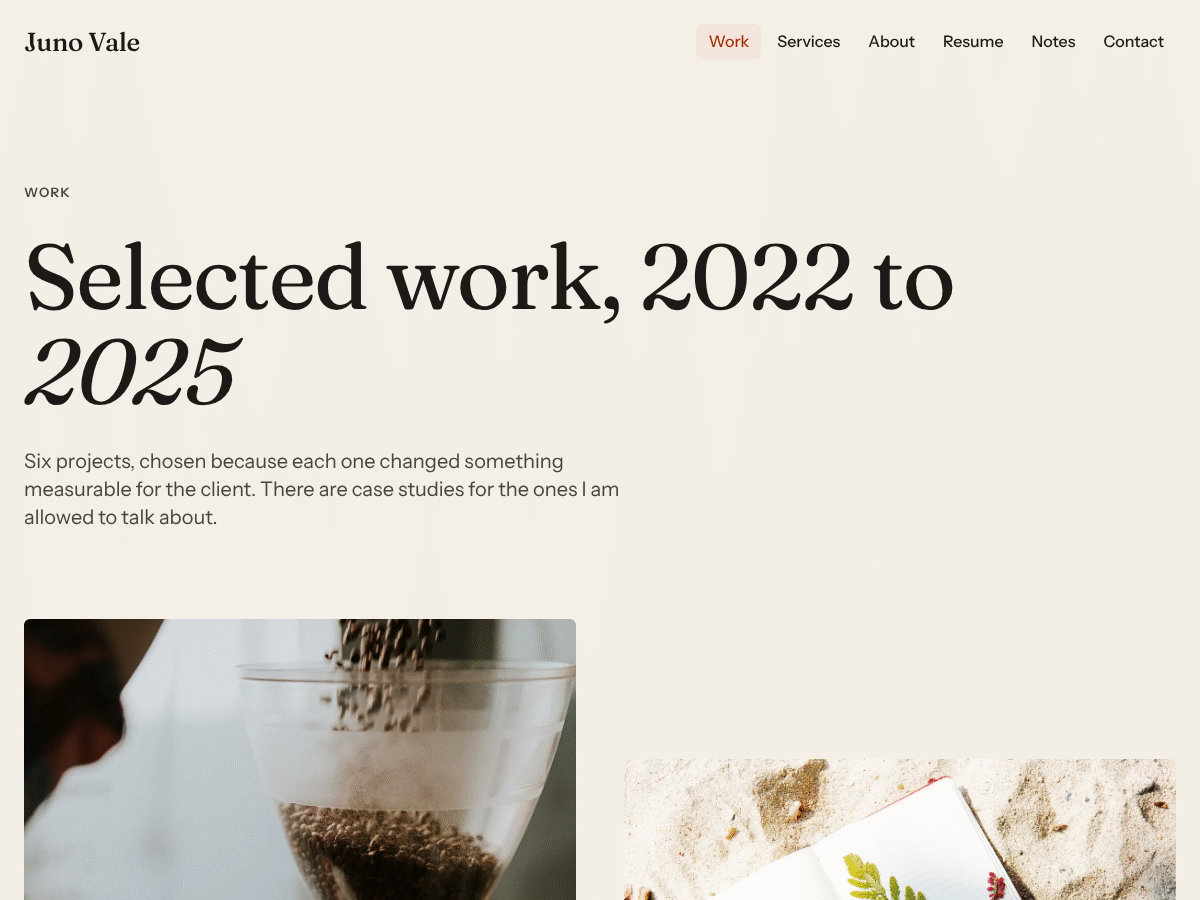 Juno Vale
Work Services About Resume Notes Contact
WORK
Selected work, 2022 to
2025
Six projects, chosen because each one changed something
measurable for the client. There are case studies for the ones I am
allowed to talk about.